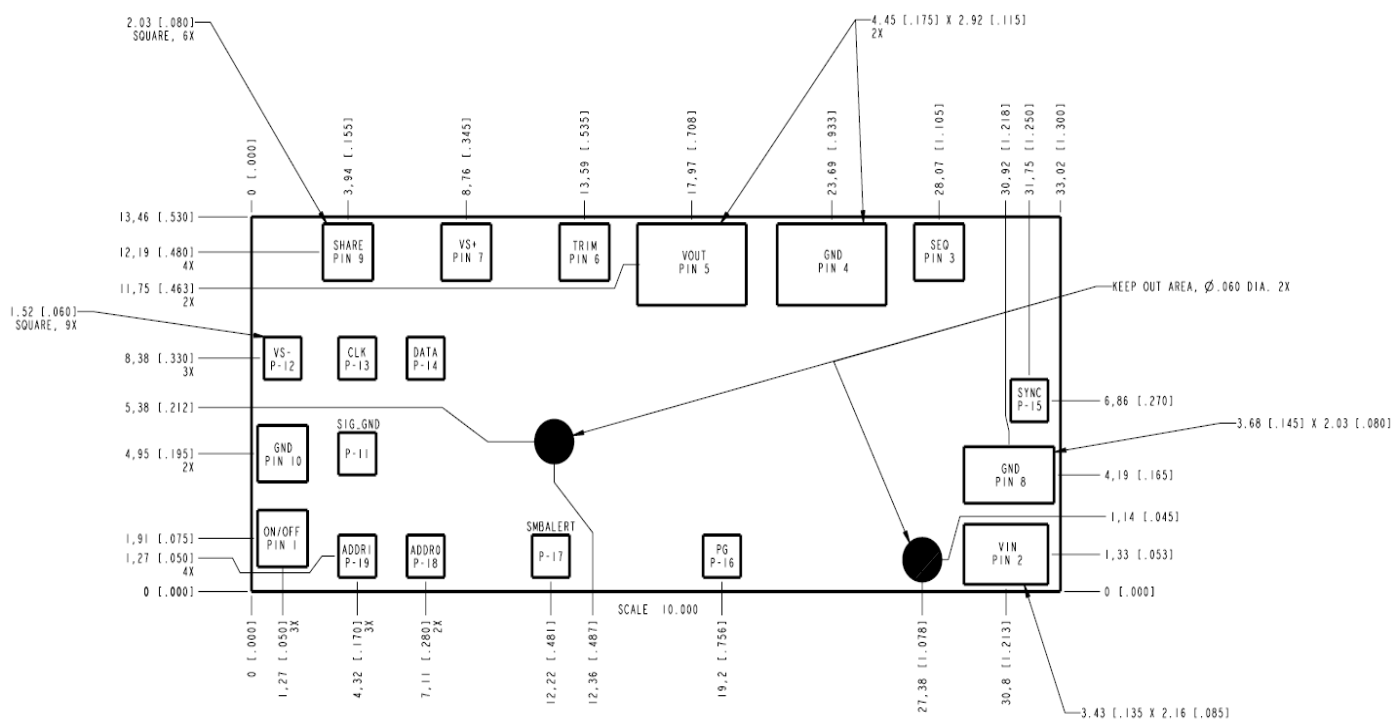 2.03 [.080]
SQUARE, 6X
4.45 [.175] X 2.92 [.115]
2X
0 [.000]
3,94 [.155]
8,76 [.345]
13,59 [.535]
17,97 [.708]
23,69 [.933]
28,07 [1.105]
30,92 [1.218]
31,75 [1.250]
33,02 [1.300]
13,46 [.530]
12,19 [.480]
4X
11,75 [.463]
2X
SHARE
PIN 9
VS+
PIN 7
TRIM
PIN 6
VOUT
PIN 5
GND
PIN 4
SEQ
PIN 3
KEEP OUT AREA, Ø.060 DIA. 2X
1.52 [.060]
SQUARE, 9X
8,38 [.330]
3X
VS-
P-12
CLK
P-13
DATA
P-14
5,38 [.212]
SYNC
P-15
6,86 [.270]
3.68 [.145] X 2.03 [.080]
4,95 [.195]
2X
GND
PIN 10
SIG_GND
P-11
GND
PIN 8
4,19 [.165]
1,14 [.045]
1,91 [.075]
1,27 [.050]
4X
ON/OFF
PIN 1
ADDR1
P-19
ADDR0
P-18
SMBALERT
P-17
PG
P-16
VIN
PIN 2
1,33 [.053]
0 [.000]
0 [.000]
SCALE 10.000
0 [.000]
1,27 [.050]
3X
4,32 [.170]
3X
7,11 [.280]
2X
12,22 [.481]
12,36 [.487]
19,2 [.756]
27,38 [1.078]
30,8 [1.213]
3.43 [.135 X 2.16 [.085]